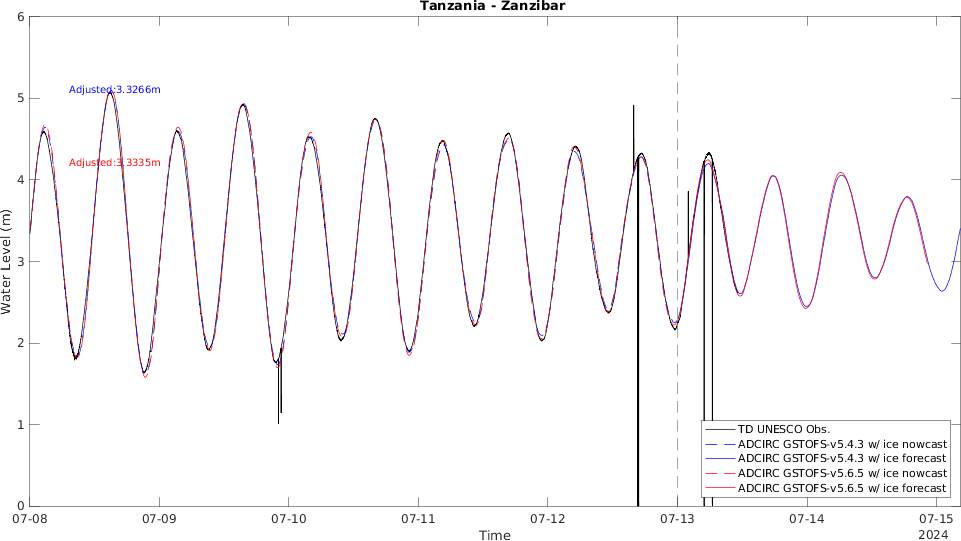 Tanzania - Zanzibar
6
5
4
3
2
1
0
Water Level (m)
Adjusted:3.3266m
Adjusted:3.3335m
TD UNESCO Obs.
ADCIRC GSTOFS-v5.4.3 w/ ice nowcast
ADCIRC GSTOFS-v5.4.3 w/ ice forecast
ADCIRC GSTOFS-v5.6.5 w/ ice nowcast
ADCIRC GSTOFS-v5.6.5 w/ ice forecast
07-08 07-09 07-10 07-11 07-12 07-13 07-14 07-15
Time
2024